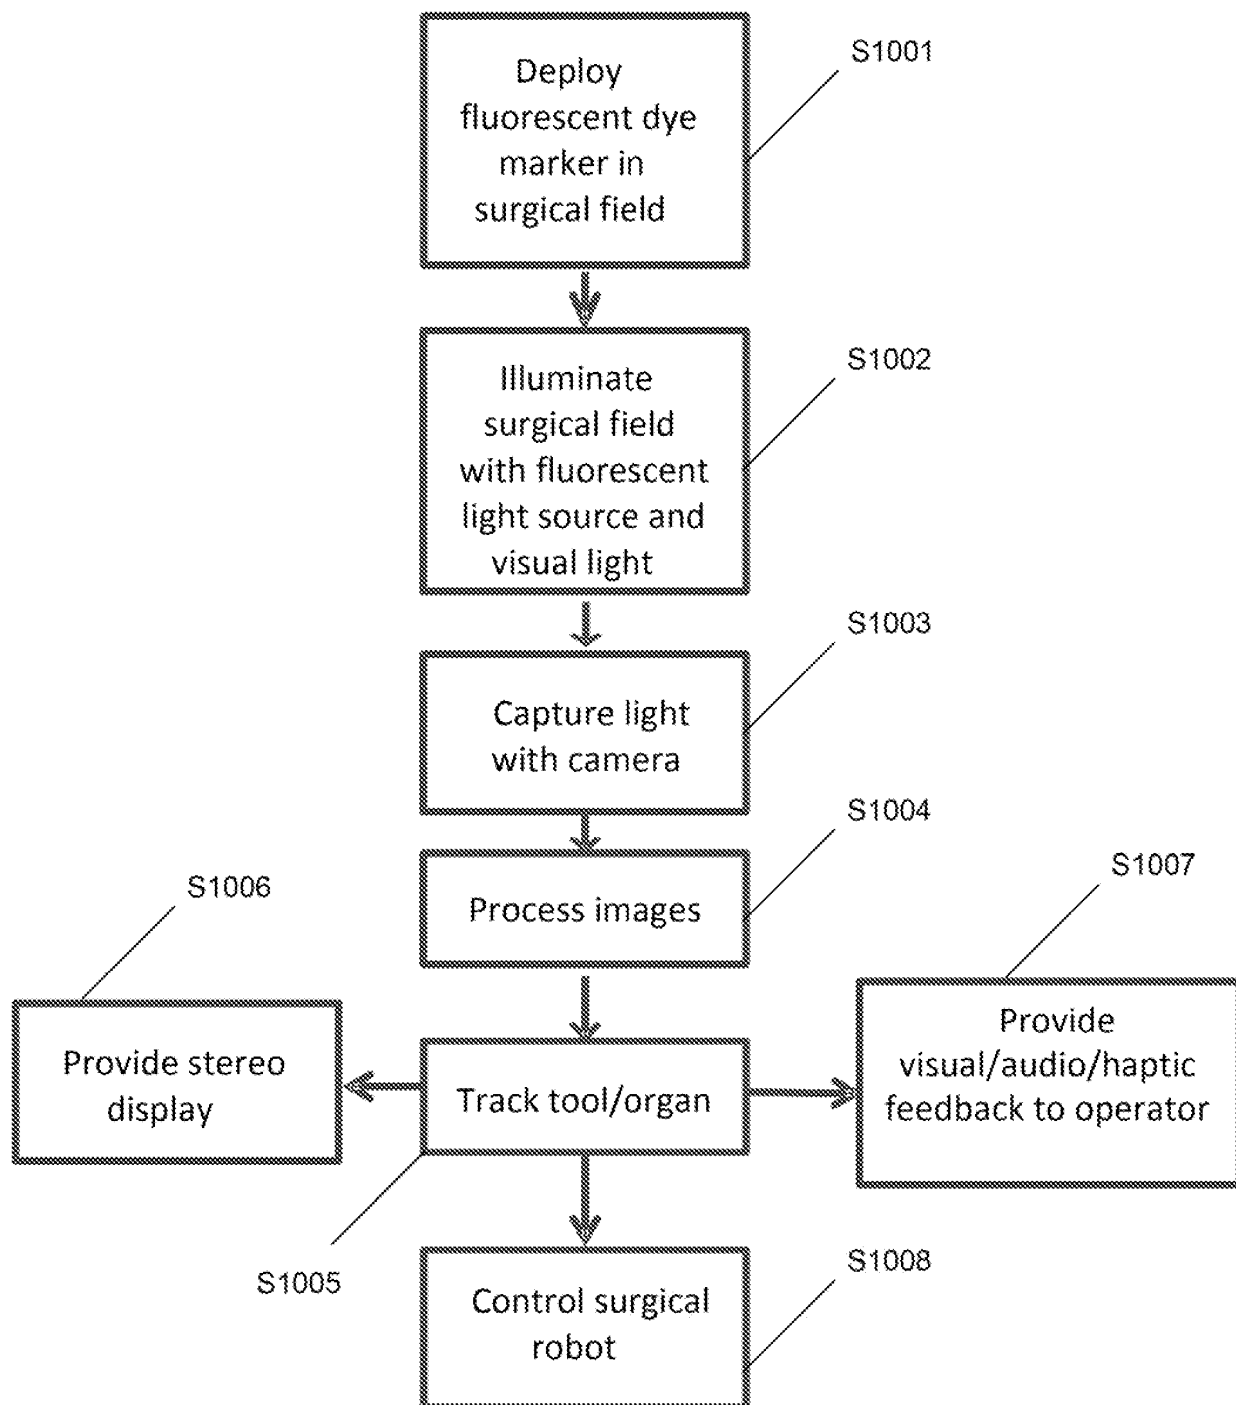 S1001
Deploy
fluorescent dye
marker in
surgical field
S1002
Illuminate
surgical field
with fluorescent
light source and
visual light
S1003
Capture light
with camera
S1004
Process images
S1006
S1007
Provide stereo
display
Track tool/organ
Provide
visual/audio/haptic
feedback to operator
S1005
S1008
Control surgical
robot